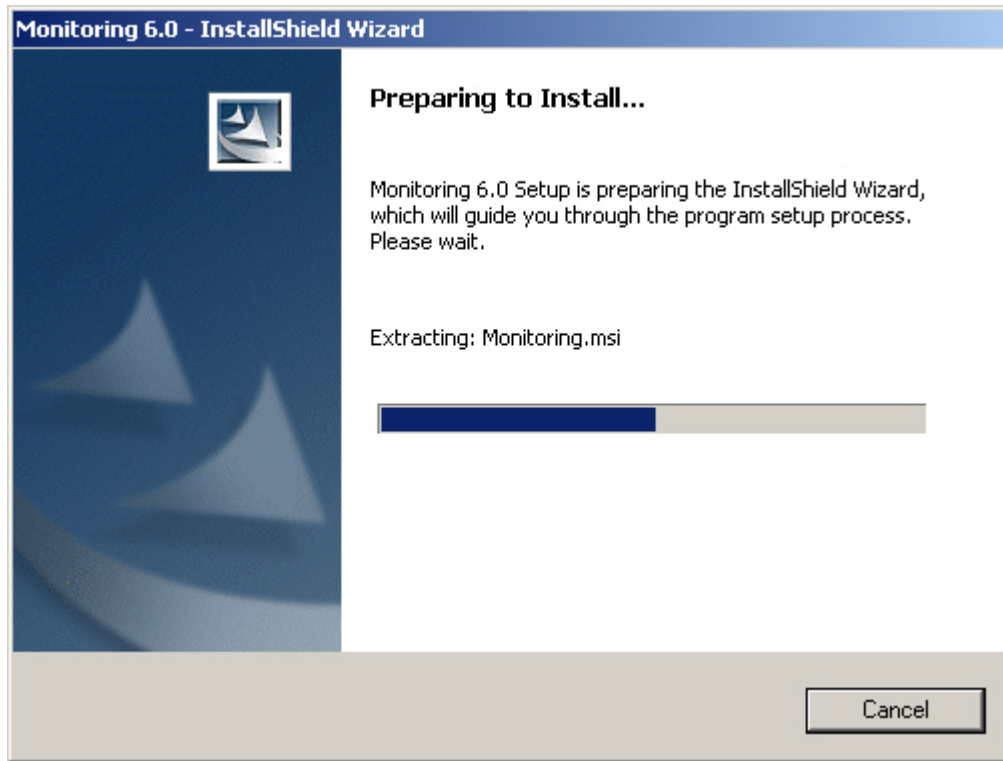 Monitoring 6.0 - InstallShield Wizard
Preparing to Install...
Monitoring 6.0 Setup is preparing the InstallShield Wizard,
which will guide you through the program setup process.
Please wait.
Extracting: Monitoring.msi
Cancel